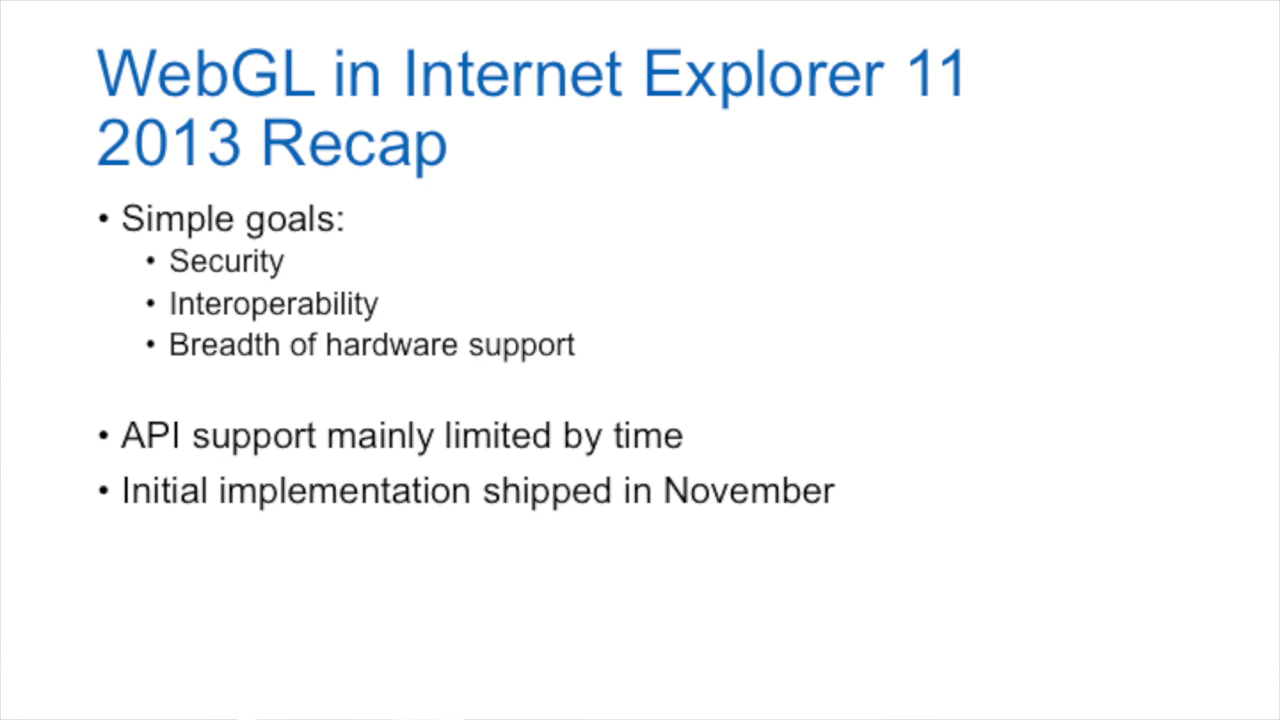 WebGL in Internet Explorer 11
2013 Recap
• Simple goals:
• Security
• Interoperability
• Breadth of hardware support
• API support mainly limited by time
• Initial implementation shipped in November